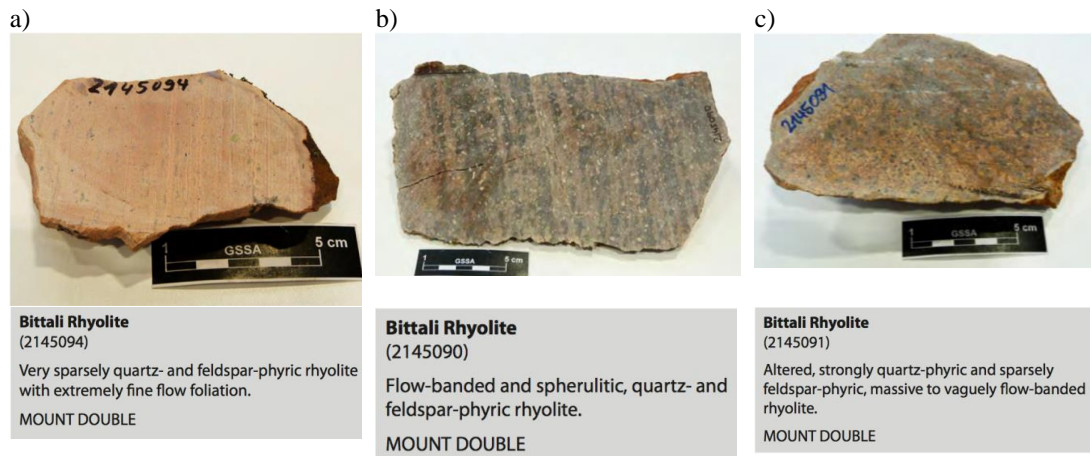 a)
b)
c)
2145094
2145090
2145091
1
GSSA
5 cm
1
GSSA
5 cm
1
GSSA
5 cm
Bittali Rhyolite
(2145094)
Very sparsely quartz- and feldspar-phyric rhyolite
with extremely fine flow foliation.
MOUNT DOUBLE
Bittali Rhyolite
(2145090)
Flow-banded and spherulitic, quartz- and
feldspar-phyric rhyolite.
MOUNT DOUBLE
Bittali Rhyolite
(2145091)
Altered, strongly quartz-phyric and sparsely
feldspar-phyric, massive to vaguely flow-banded
rhyolite.
MOUNT DOUBLE